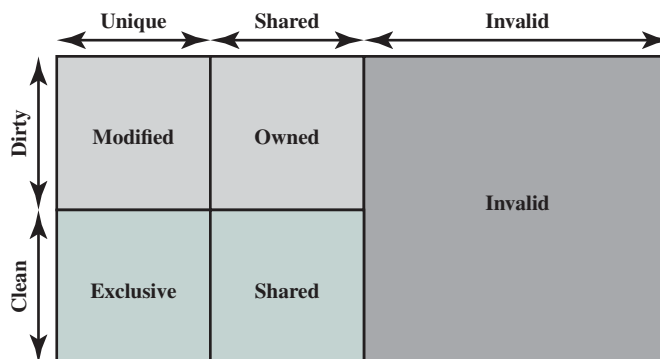 Unique Shared Invalid
Dirty
Modified Owned
Invalid
Clean
Exclusive Shared